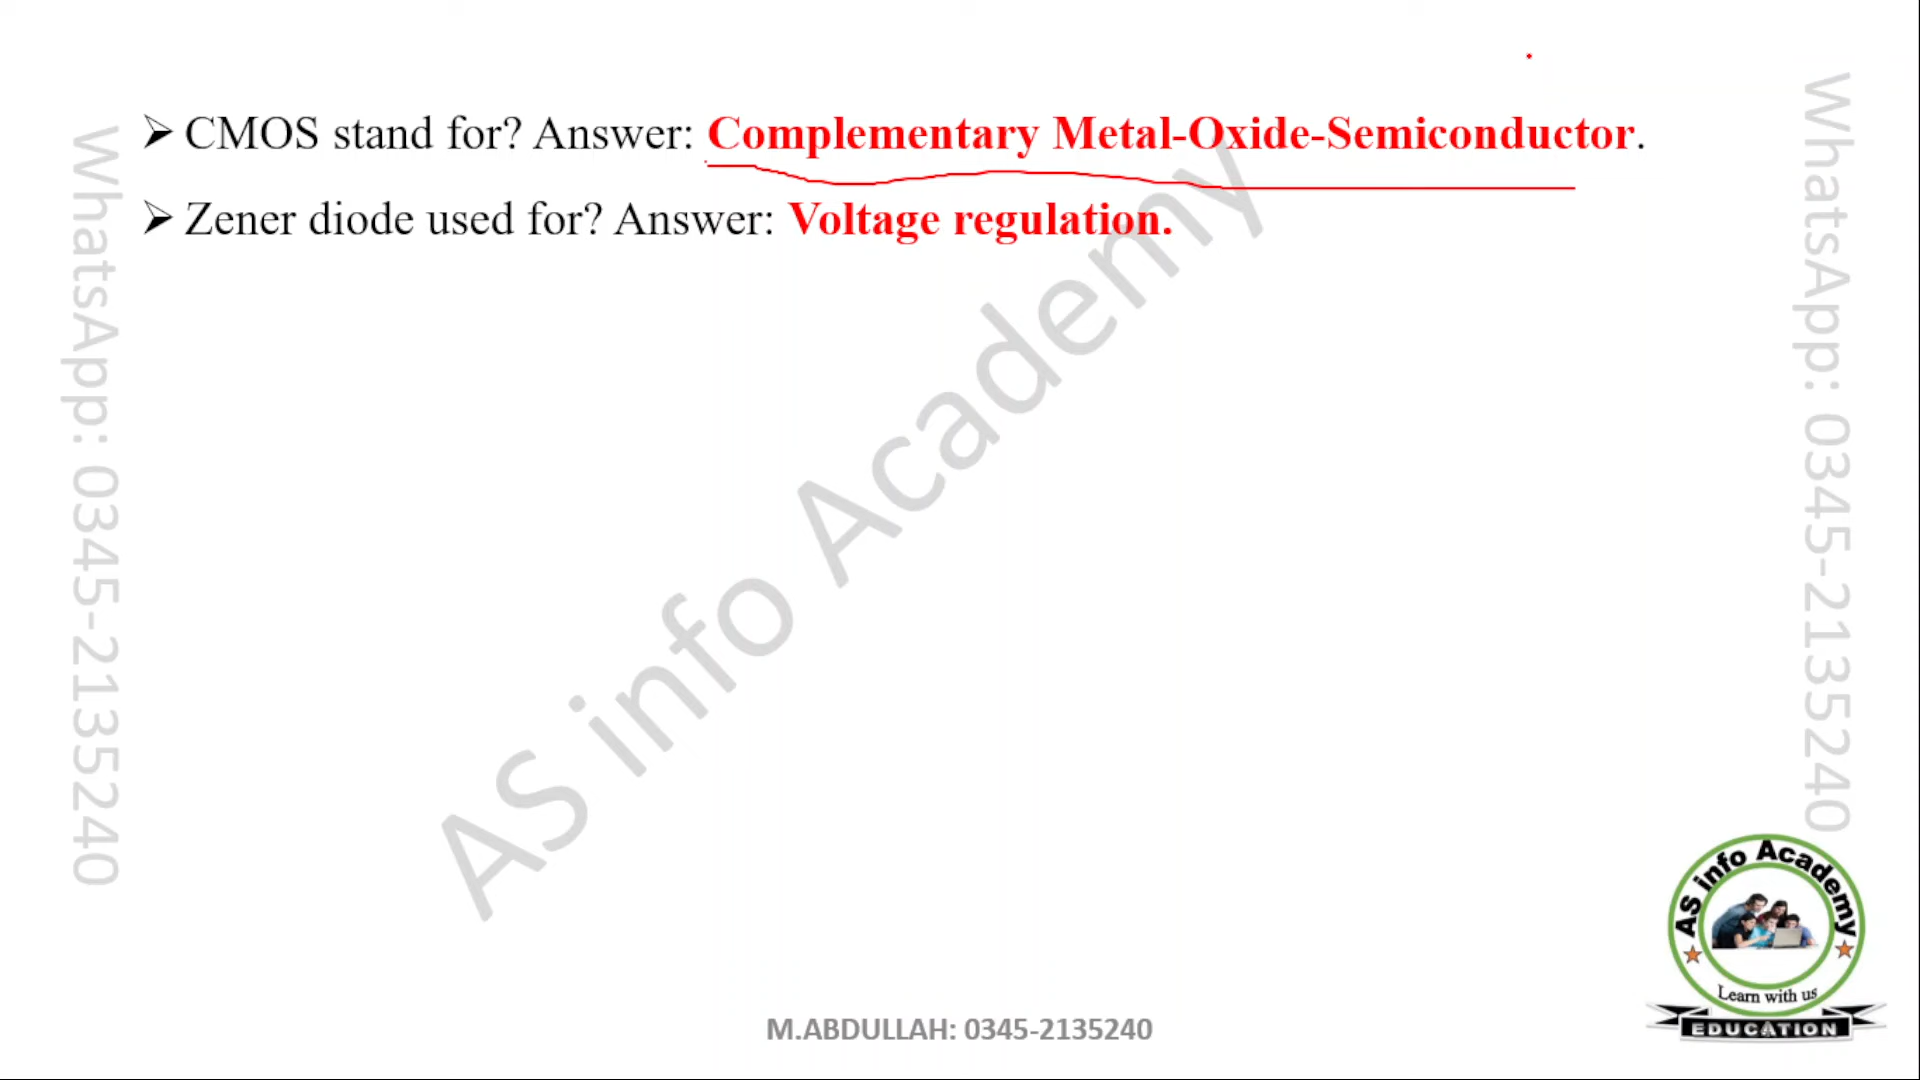 ➢ CMOS stand for? Answer: Complementary Metal-Oxide-Semiconductor.
➢ Zener diode used for? Answer: Voltage regulation.
WhatsApp: 0345-2135240
AS info Academy
WhatsApp: 0345-2135240
AS info Academy
Learn with us
EDUCATION
M.ABDULLAH: 0345-2135240